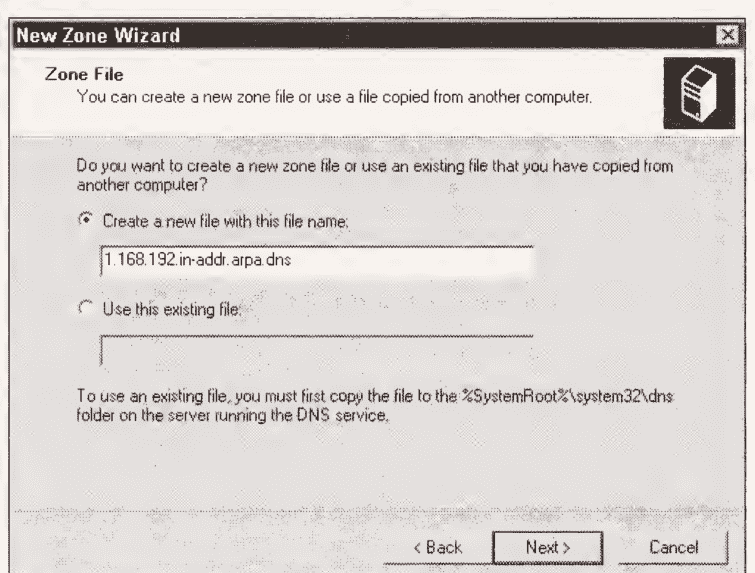 New Zone Wizard
Zone File
You can create a new zone file or use a file copied from another computer.
Do you want to create a new zone file or use an existing file that you have copied from
another computer?
Create a new file with this file name:
1.168.192.in-addr.arpa.dns
Use this existing file:
To use an existing file, you must first copy the file to the %SystemRoot%\system32\dns
folder on the server running the DNS service.
< Back
Next >
Cancel